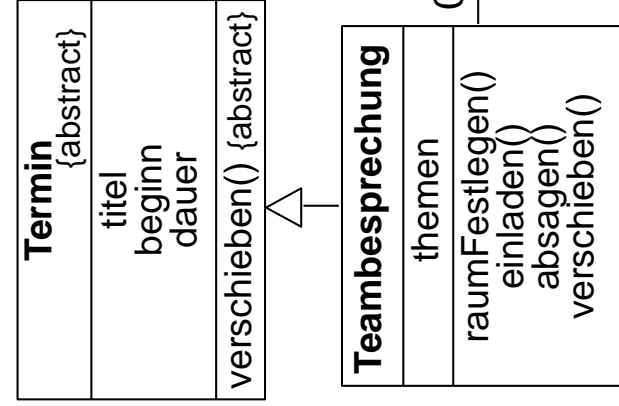 Termin
{abstract}
titel
beginn
dauer
verschieben() {abstract}
Teambesprechung
themen
raumFestlegen()
einladen()
absagen()
verschieben()